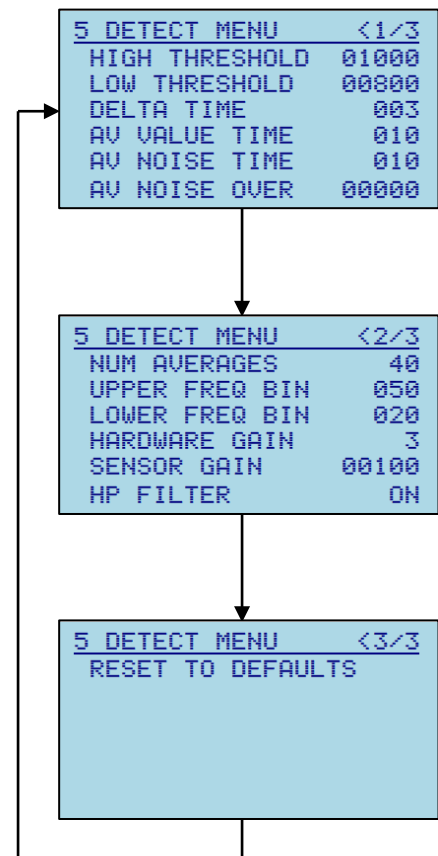 5 DETECT MENU <1/3
HIGH THRESHOLD 01000
LOW THRESHOLD 00800
DELTA TIME 003
AV VALUE TIME 010
AV NOISE TIME 010
AV NOISE OVER 00000
5 DETECT MENU <2/3
NUM AVERAGES 40
UPPER FREQ BIN 050
LOWER FREQ BIN 020
HARDWARE GAIN 3
SENSOR GAIN 00100
HP FILTER ON
5 DETECT MENU <3/3
RESET TO DEFAULTS